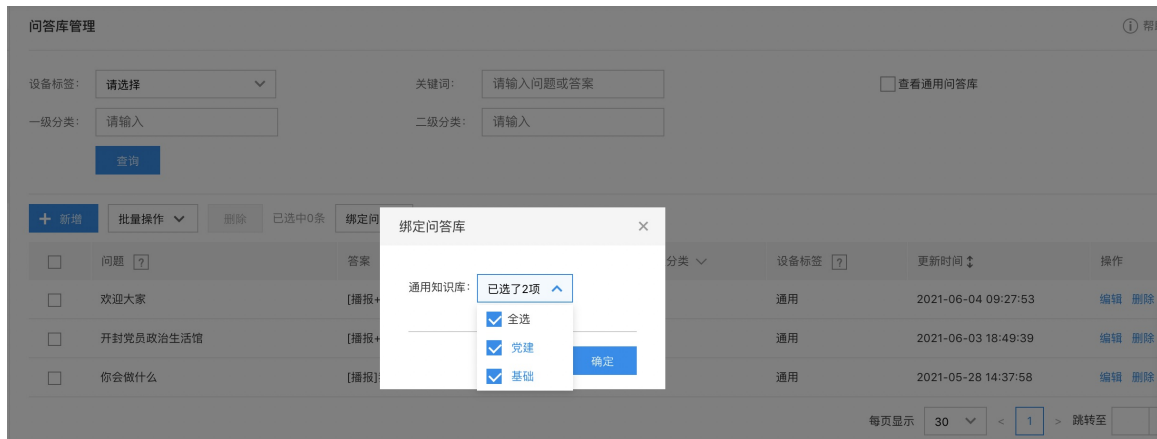 问答库管理
设备标签: 请选择 关键词: 请输入问题或答案 查看通用问答库
一级分类: 请输入 二级分类: 请输入
查询
+ 新增 批量操作 删除 已选中0条 绑定问
绑定问答库 ×
问题 ? 答案 分类 设备标签 ? 更新时间 操作
通用知识库: 已选了2项
欢迎大家 [播报+ 通用 2021-06-04 09:27:53 编辑 删除
全选
开封党员政治生活馆 [播报+ 通用 2021-06-03 18:49:39 编辑 删除
党建
确定
你会做什么 [播报] 通用 2021-05-28 14:37:58 编辑 删除
基础
每页显示 30 < 1 > 跳转至